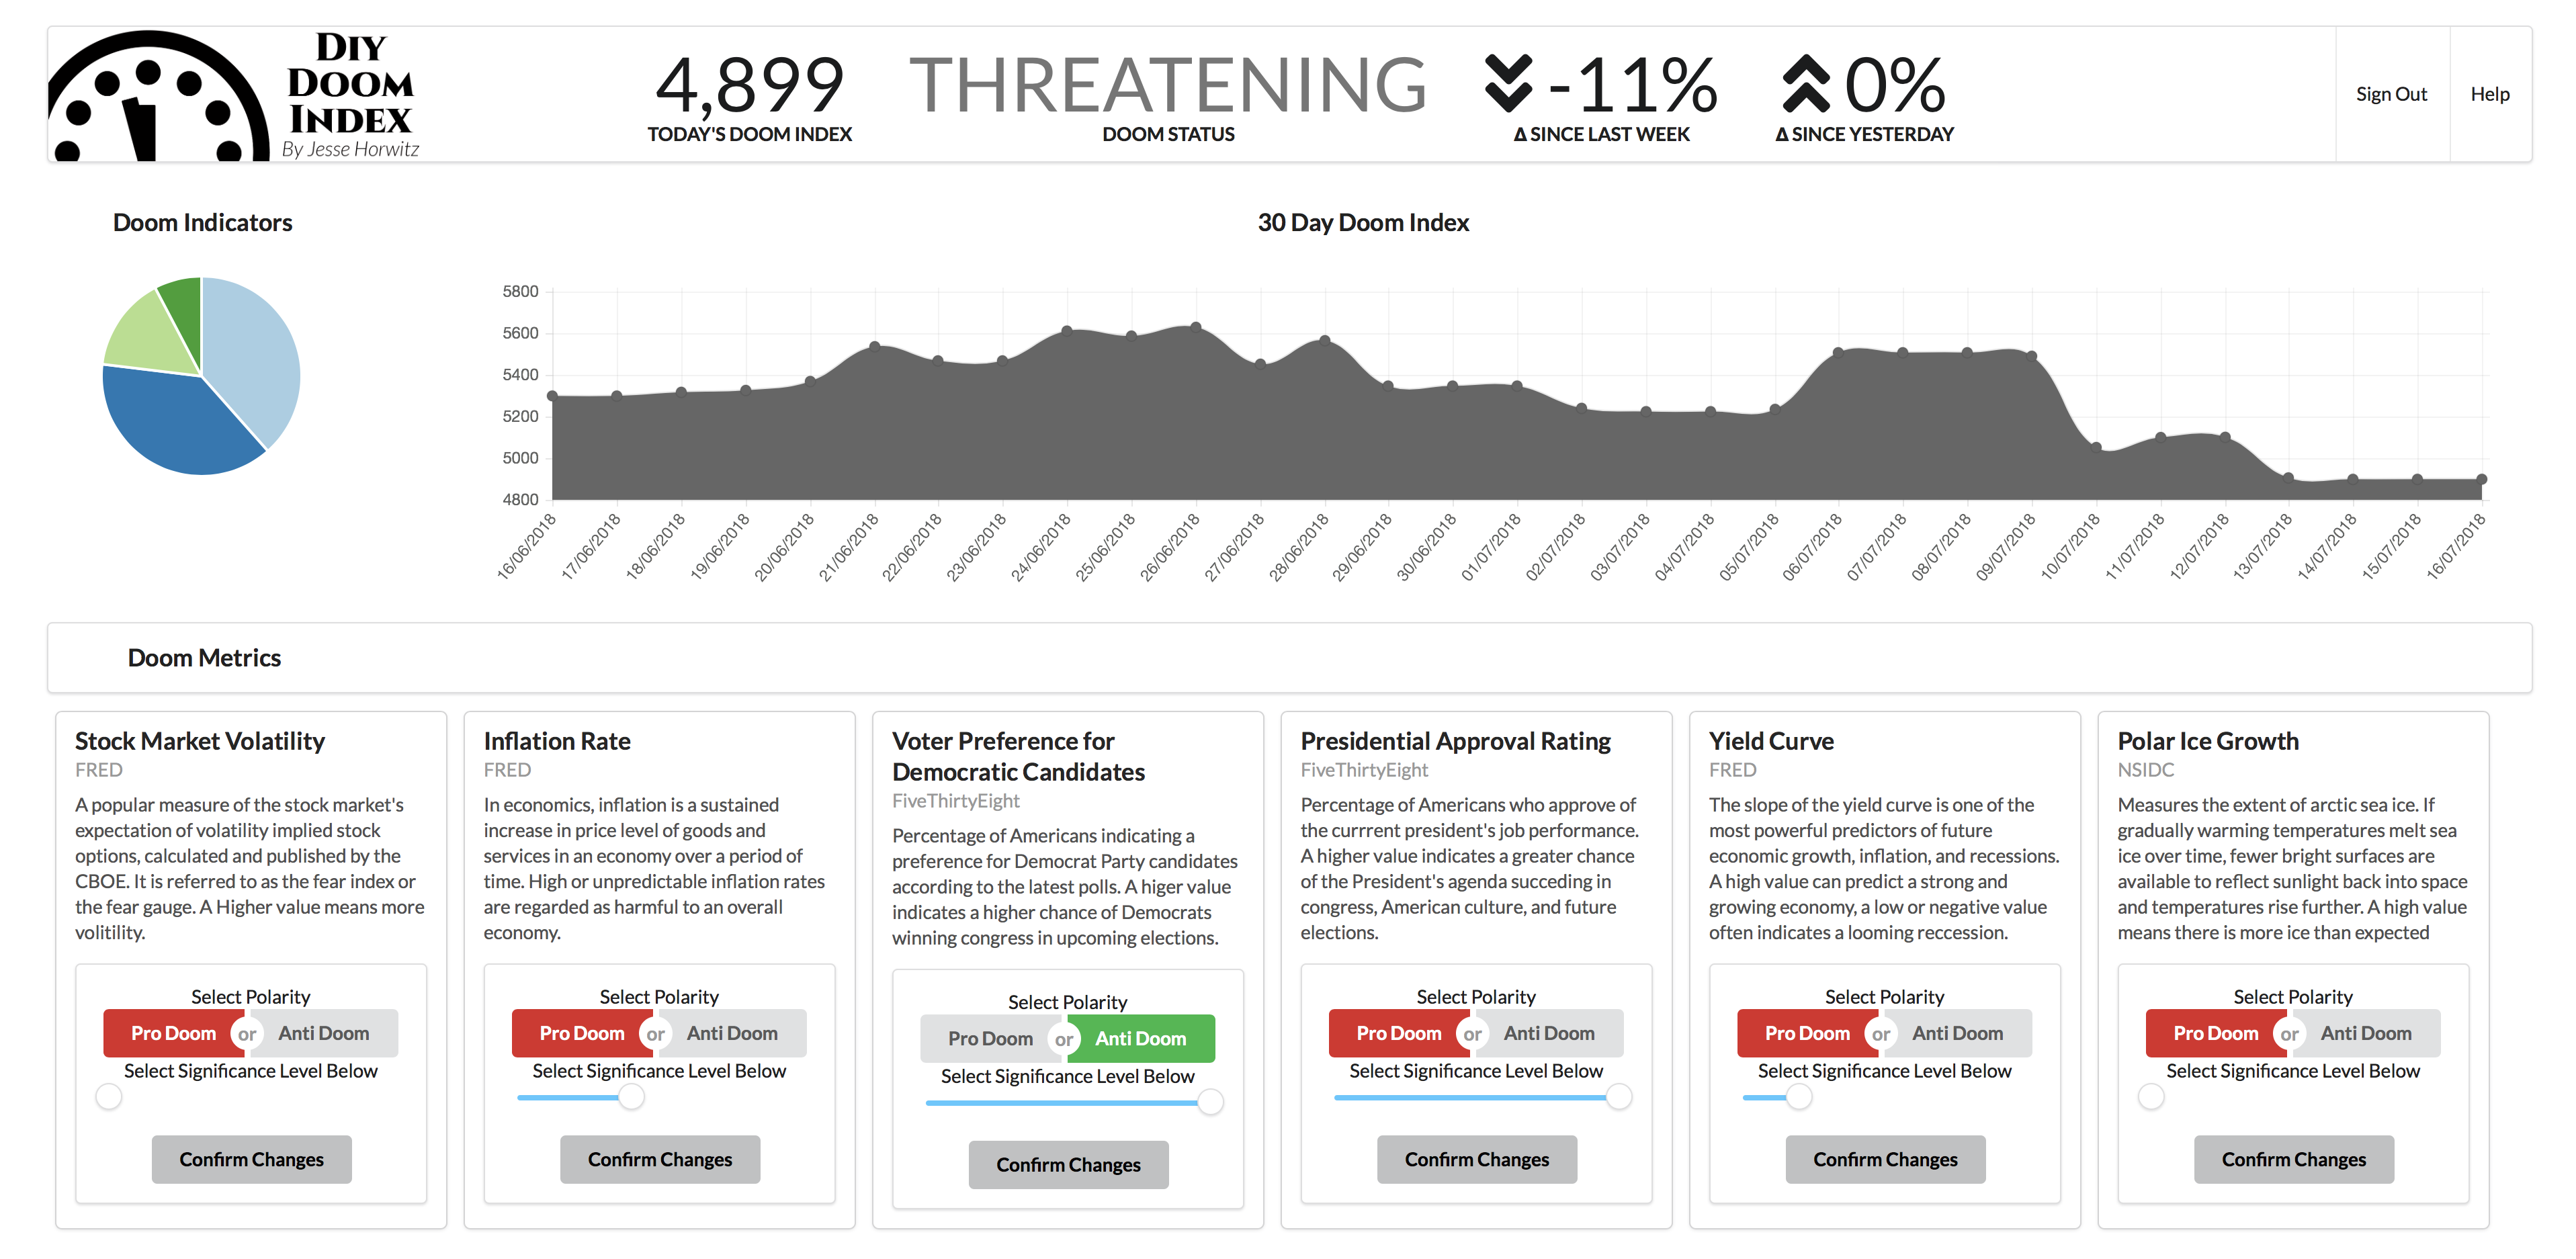 DIY
DOOM
INDEX
By Jesse Horwitz
4,899
TODAY'S DOOM INDEX
THREATENING
DOOM STATUS
-11%
Δ SINCE LAST WEEK
0%
Δ SINCE YESTERDAY
Sign Out
Help
Doom Indicators
30 Day Doom Index
5800
5600
5400
5200
5000
4800
16/06/2018
17/06/2018
18/06/2018
19/06/2018
20/06/2018
21/06/2018
22/06/2018
23/06/2018
24/06/2018
25/06/2018
26/06/2018
27/06/2018
28/06/2018
29/06/2018
30/06/2018
01/07/2018
02/07/2018
03/07/2018
04/07/2018
05/07/2018
06/07/2018
07/07/2018
08/07/2018
09/07/2018
10/07/2018
11/07/2018
12/07/2018
13/07/2018
14/07/2018
15/07/2018
16/07/2018
Doom Metrics
Stock Market Volatility
FRED
A popular measure of the stock market's
expectation of volatility implied stock
options, calculated and published by the
CBOE. It is referred to as the fear index or
the fear gauge. A Higher value means more
volitility.
Select Polarity
Pro Doom or Anti Doom
Select Significance Level Below
Confirm Changes
Inflation Rate
FRED
In economics, inflation is a sustained
increase in price level of goods and
services in an economy over a period of
time. High or unpredictable inflation rates
are regarded as harmful to an overall
economy.
Select Polarity
Pro Doom or Anti Doom
Select Significance Level Below
Confirm Changes
Voter Preference for
Democratic Candidates
FiveThirtyEight
Percentage of Americans indicating a
preference for Democrat Party candidates
according to the latest polls. A higer value
indicates a higher chance of Democrats
winning congress in upcoming elections.
Select Polarity
Pro Doom or Anti Doom
Select Significance Level Below
Confirm Changes
Presidential Approval Rating
FiveThirtyEight
Percentage of Americans who approve of
the currrent president's job performance.
A higher value indicates a greater chance
of the President's agenda succeding in
congress, American culture, and future
elections.
Select Polarity
Pro Doom or Anti Doom
Select Significance Level Below
Confirm Changes
Yield Curve
FRED
The slope of the yield curve is one of the
most powerful predictors of future
economic growth, inflation, and recessions.
A high value can predict a strong and
growing economy, a low or negative value
often indicates a looming reccession.
Select Polarity
Pro Doom or Anti Doom
Select Significance Level Below
Confirm Changes
Polar Ice Growth
NSIDC
Measures the extent of arctic sea ice. If
gradually warming temperatures melt sea
ice over time, fewer bright surfaces are
available to reflect sunlight back into space
and temperatures rise further. A high value
means there is more ice than expected
Select Polarity
Pro Doom or Anti Doom
Select Significance Level Below
Confirm Changes